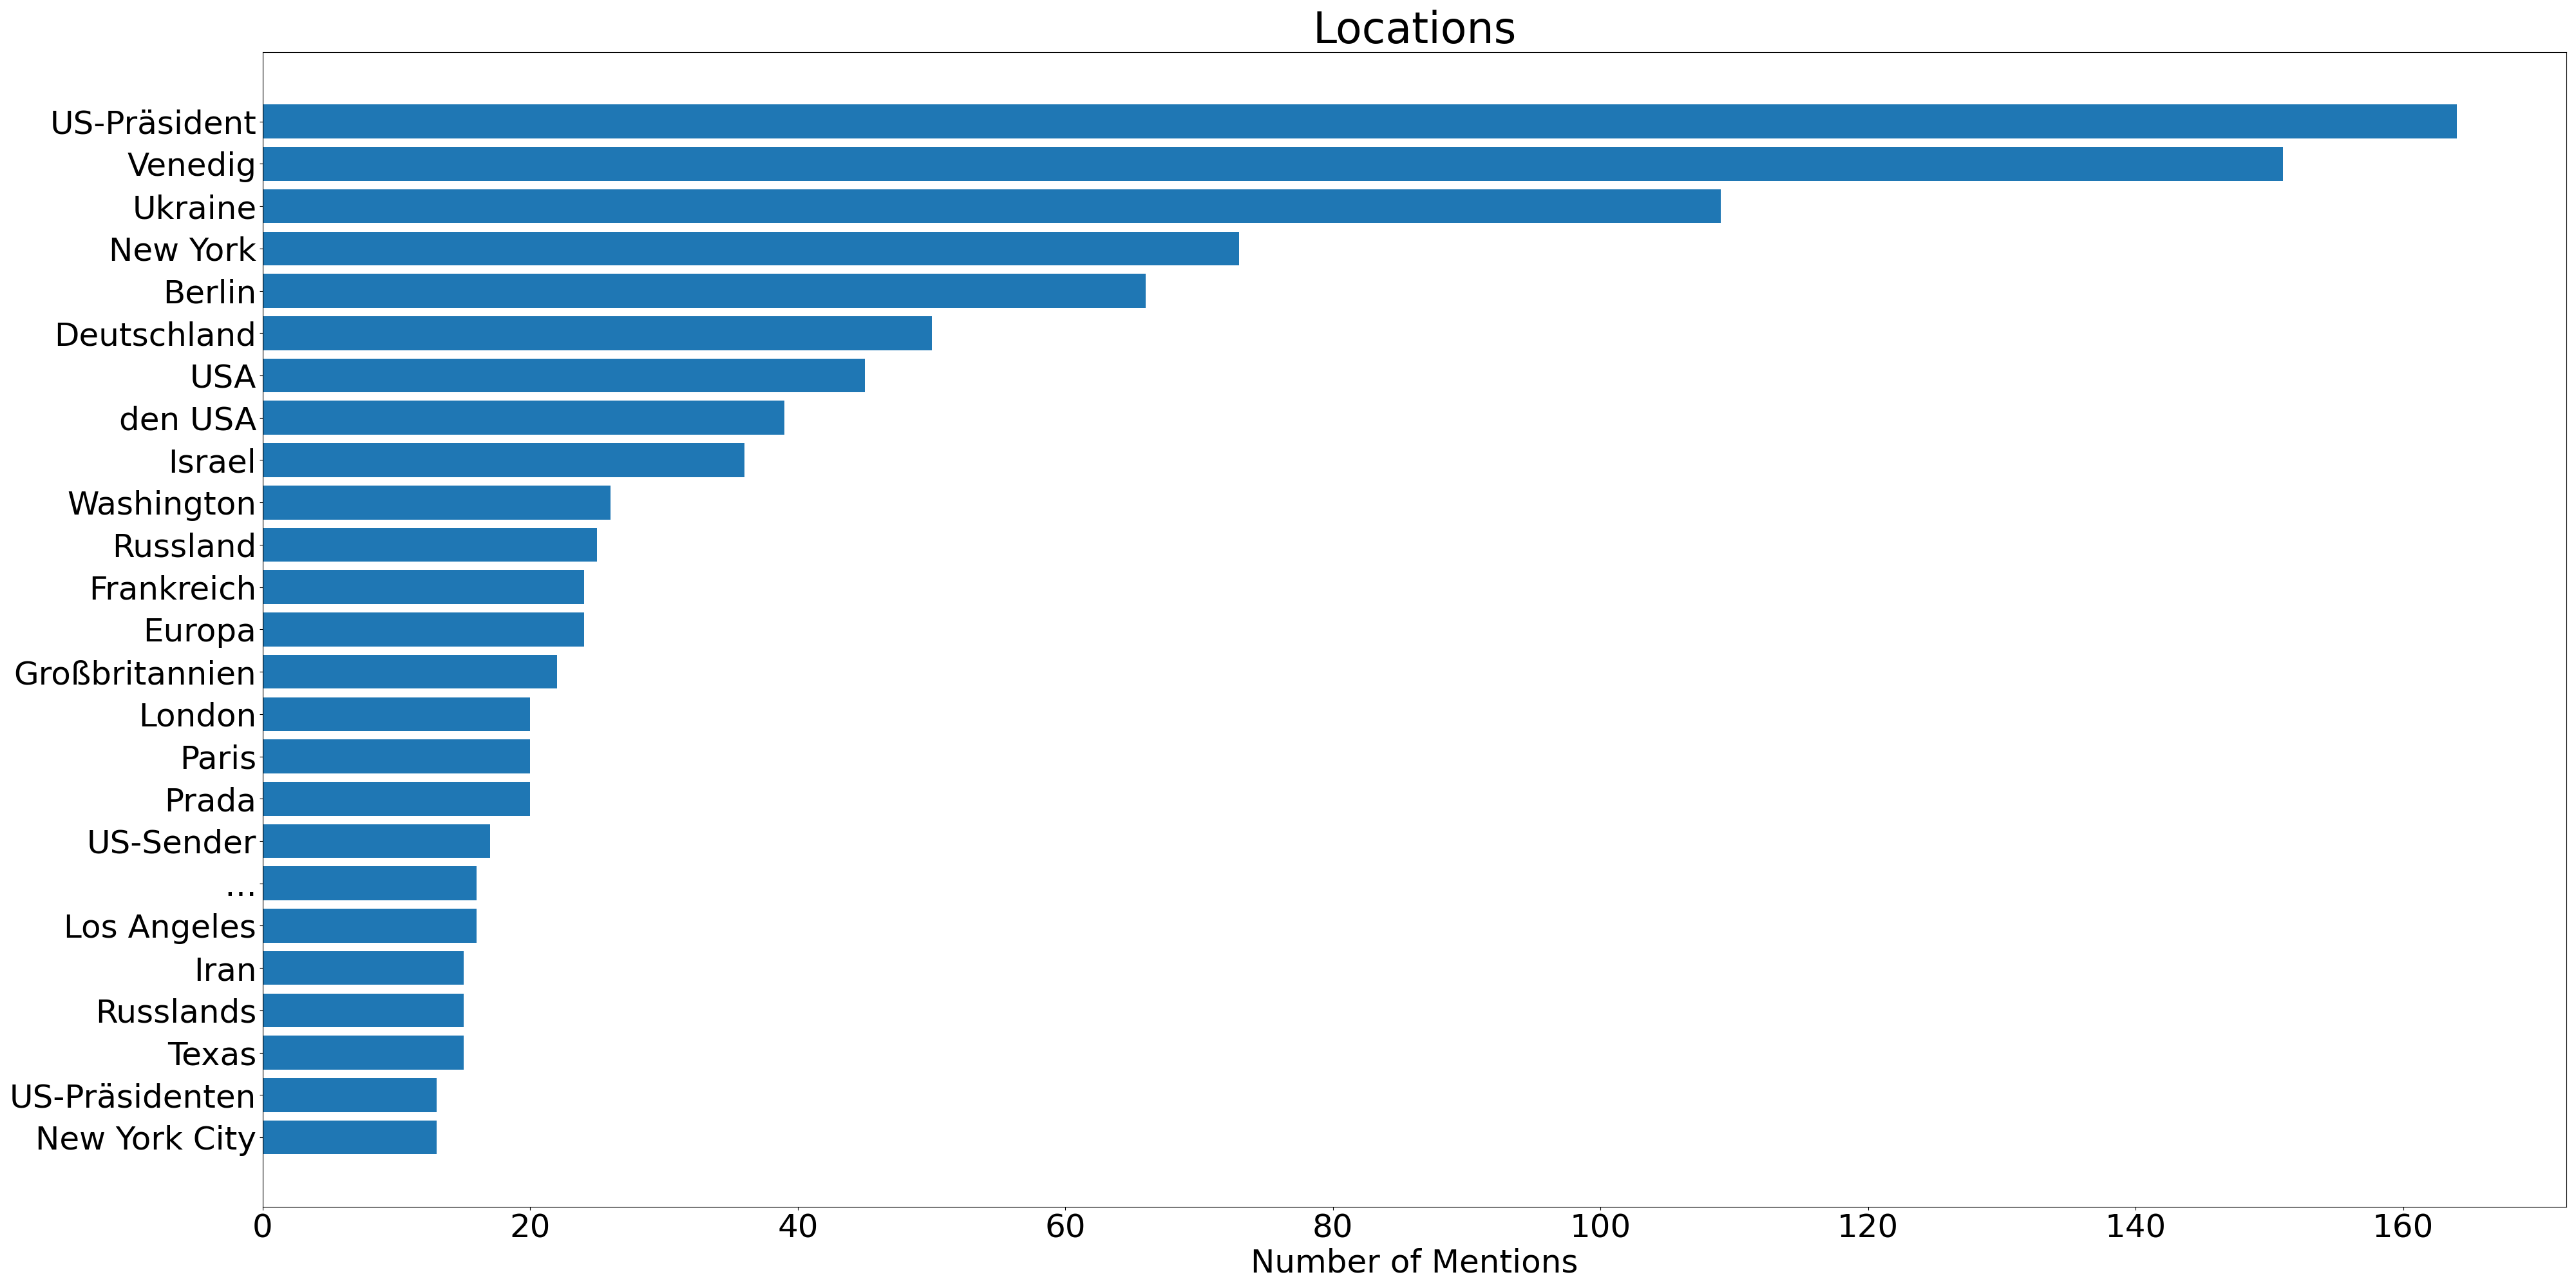 Locations
US-Präsident
Venedig
Ukraine
New York
Berlin
Deutschland
USA
den USA
Israel
Washington
Russland
Frankreich
Europa
Großbritannien
London
Paris
Prada
US-Sender
...
Los Angeles
Iran
Russlands
Texas
US-Präsidenten
New York City
0 20 40 60 80 100 120 140 160
Number of Mentions